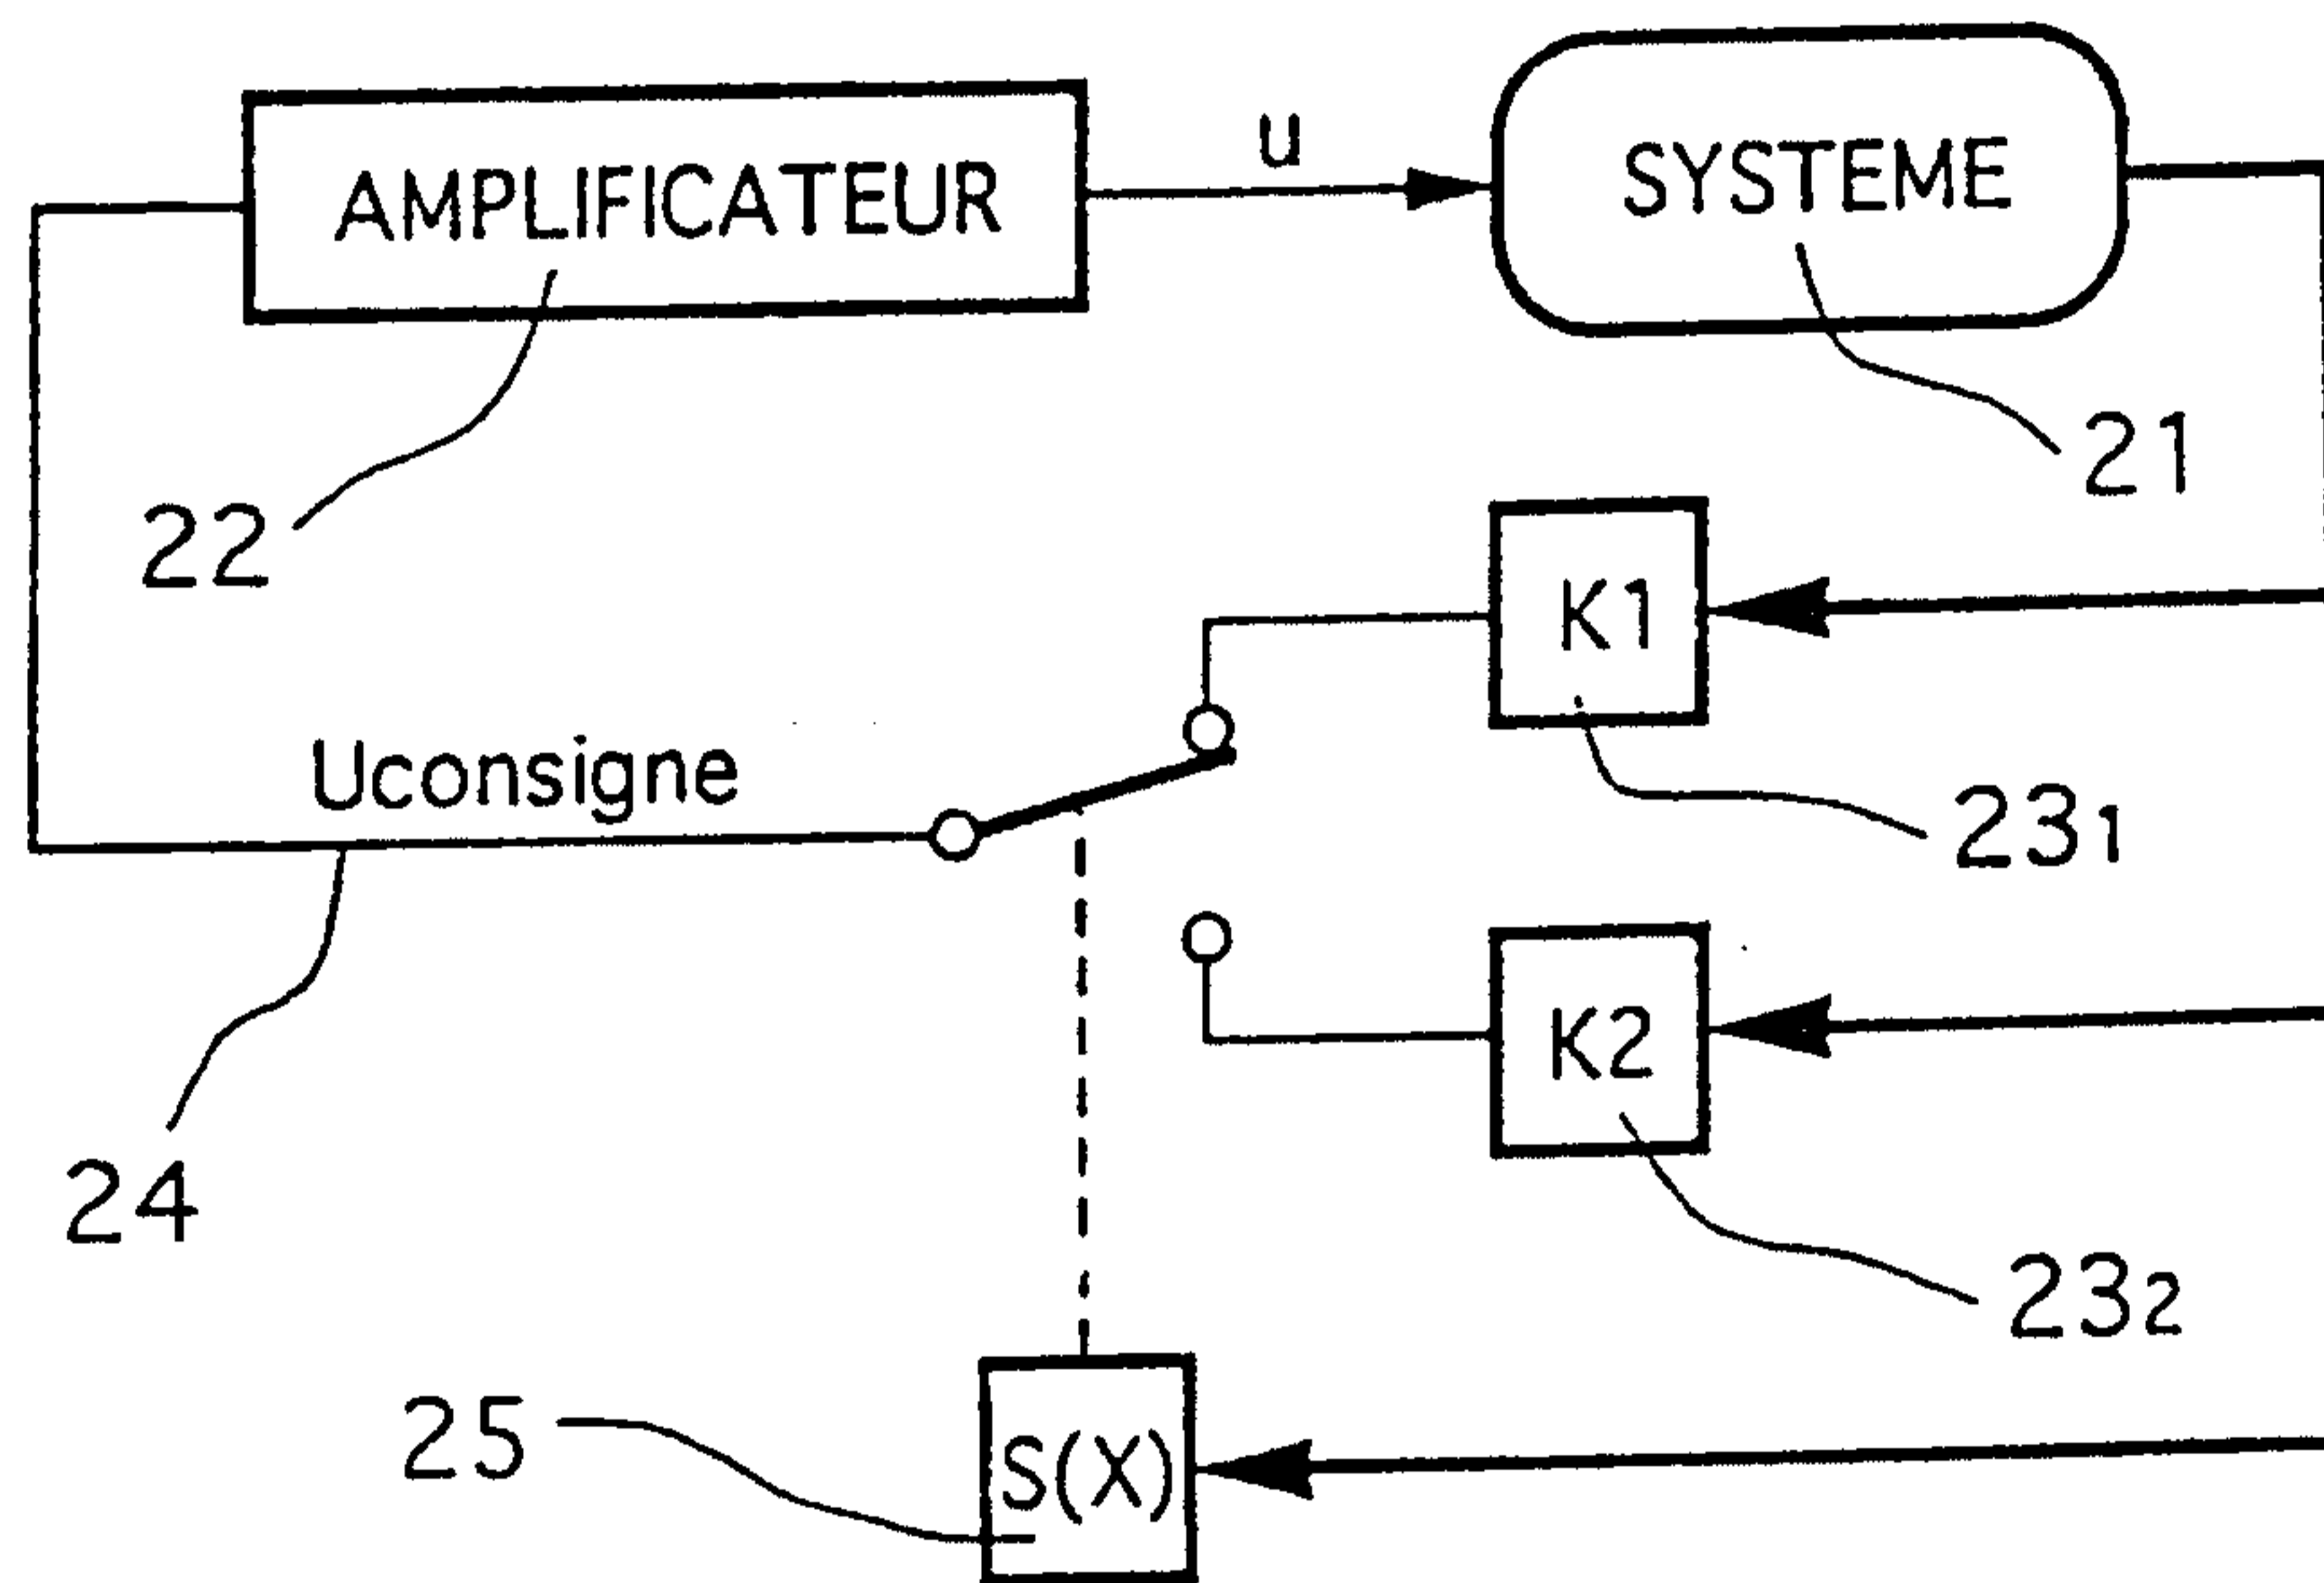 u
AMPLIFICATEUR
SYSTEME
21
22
K1
Uconsigne
231
K2
24
232
25
S(X)